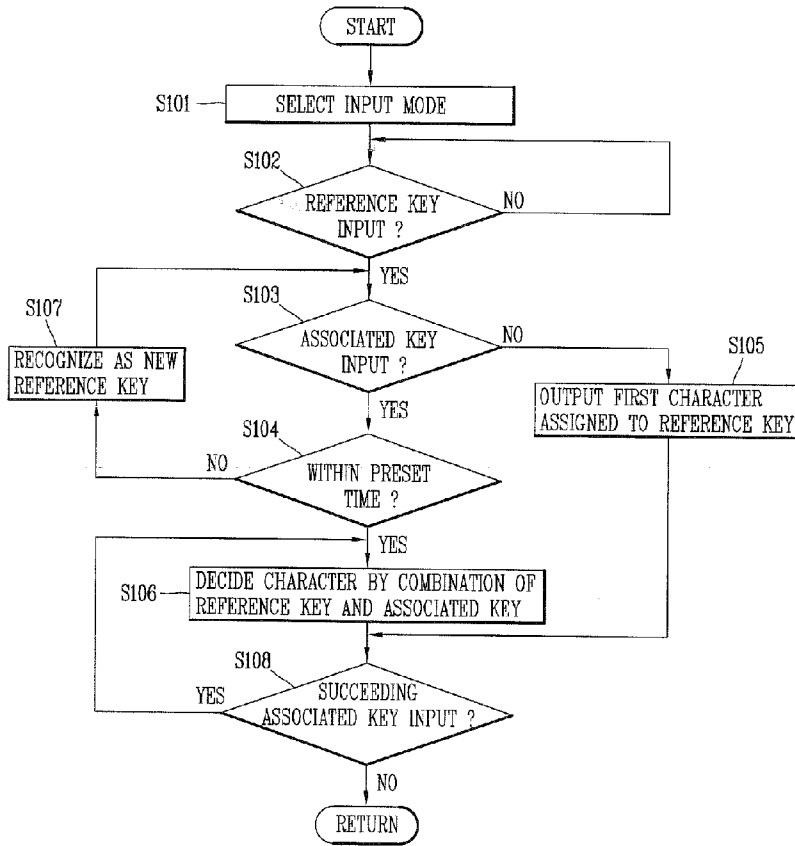 START
S101
SELECT INPUT MODE
S102
REFERENCE KEY
INPUT ?
NO
YES
S103
S107
ASSOCIATED KEY
INPUT ?
NO
RECOGNIZE AS NEW
REFERENCE KEY
S105
OUTPUT FIRST CHARACTER
ASSIGNED TO REFERENCE KEY
YES
S104
NO
WITHIN PRESET
TIME ?
YES
S106
DECIDE CHARACTER BY COMBINATION OF
REFERENCE KEY AND ASSOCIATED KEY
S108
YES
SUCCEEDING
ASSOCIATED KEY INPUT ?
NO
RETURN